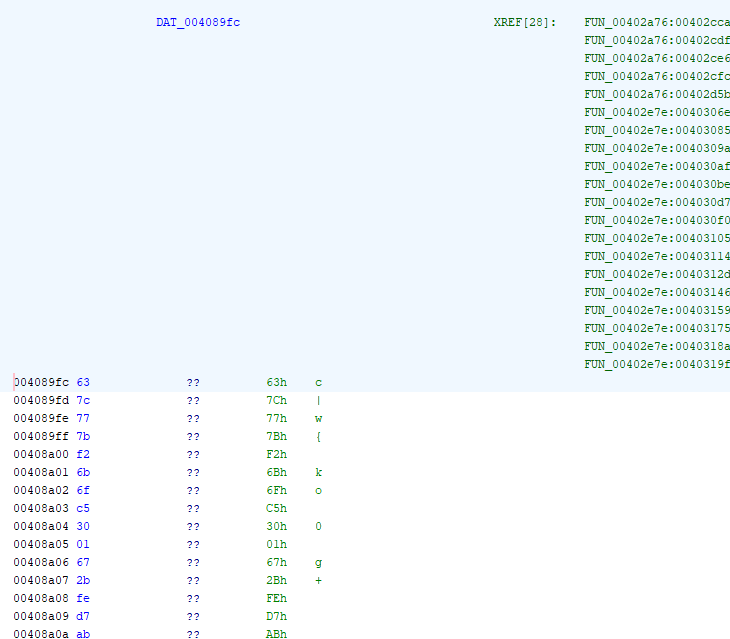 DAT_004089fc XREF[28]: FUN_00402a76:00402cca
FUN_00402a76:00402cdf
FUN_00402a76:00402ce6
FUN_00402a76:00402cfc
FUN_00402a76:00402d5b
FUN_00402e7e:0040306e
FUN_00402e7e:00403085
FUN_00402e7e:0040309a
FUN_00402e7e:004030af
FUN_00402e7e:004030be
FUN_00402e7e:004030d7
FUN_00402e7e:004030f0
FUN_00402e7e:00403105
FUN_00402e7e:00403114
FUN_00402e7e:0040312d
FUN_00402e7e:00403146
FUN_00402e7e:00403159
FUN_00402e7e:00403175
FUN_00402e7e:0040318a
FUN_00402e7e:0040319f
004089fc 63 ?? 63h c
004089fd 7c ?? 7Ch |
004089fe 77 ?? 77h w
004089ff 7b ?? 7Bh {
00408a00 f2 ?? F2h
00408a01 6b ?? 6Bh k
00408a02 6f ?? 6Fh o
00408a03 c5 ?? C5h
00408a04 30 ?? 30h 0
00408a05 01 ?? 01h
00408a06 67 ?? 67h g
00408a07 2b ?? 2Bh +
00408a08 fe ?? FEh
00408a09 d7 ?? D7h
00408a0a ab ?? ABh